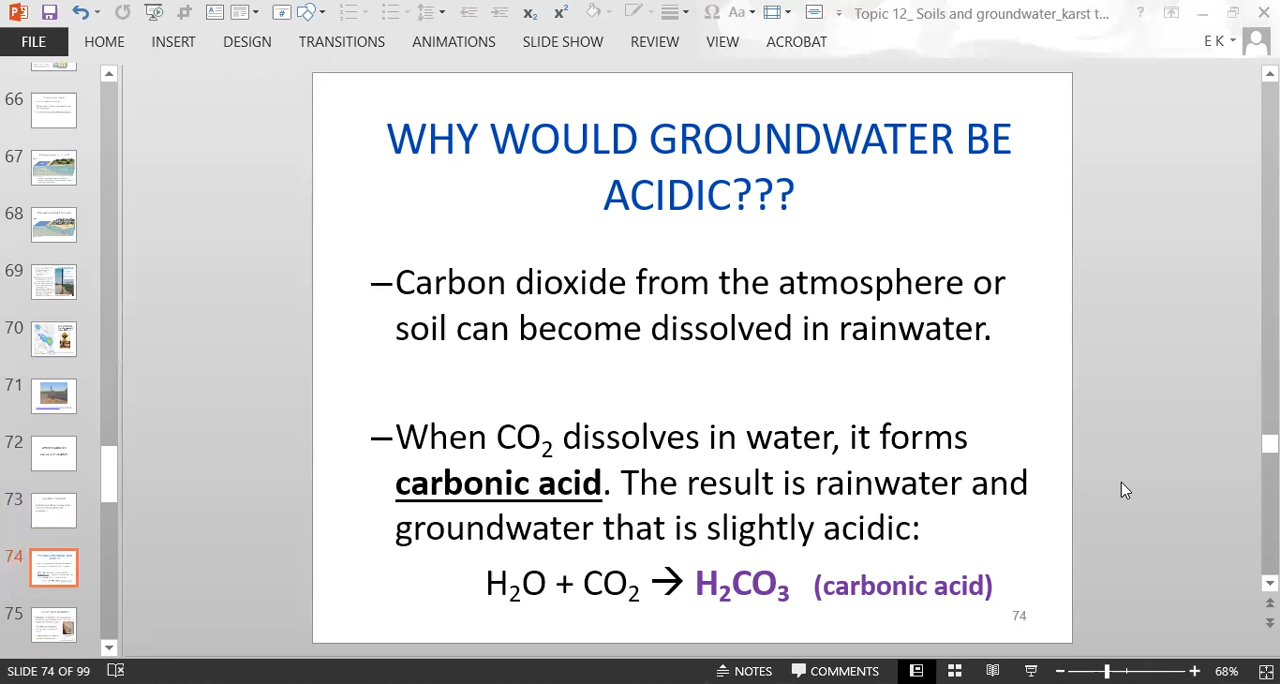 Topic 12_ Soils and groundwater_karst t...
FILE HOME INSERT DESIGN TRANSITIONS ANIMATIONS SLIDE SHOW REVIEW VIEW ACROBAT E K
66
67
68
69
70
71
72
73
74
75
WHY WOULD GROUNDWATER BE
ACIDIC???
–Carbon dioxide from the atmosphere or
soil can become dissolved in rainwater.
–When CO₂ dissolves in water, it forms
carbonic acid. The result is rainwater and
groundwater that is slightly acidic:
H₂O + CO₂ → H₂CO₃ (carbonic acid)
74
SLIDE 74 OF 99 NOTES COMMENTS 68%